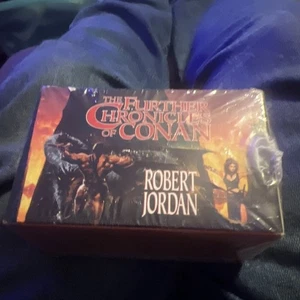 THE FURTHER
CHRONICLES
OF CONAN
ROBERT
JORDAN